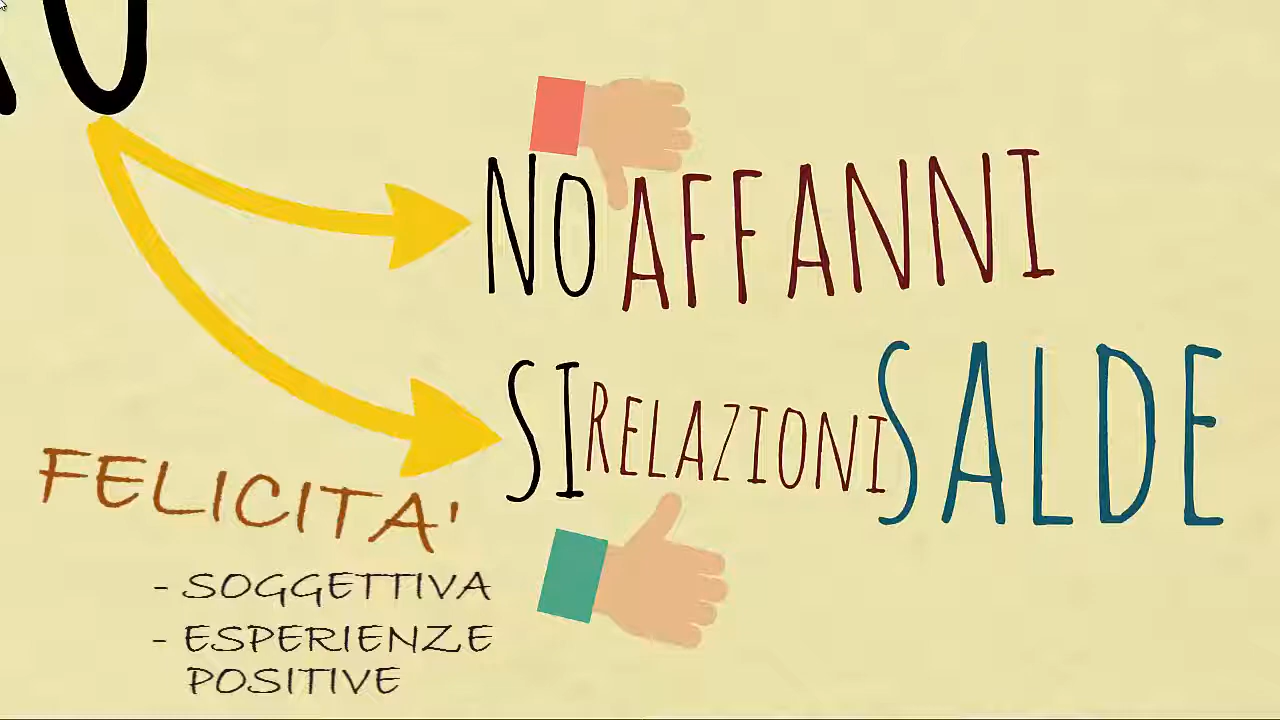 NO AFFANNI
SI RELAZIONI SALDE
FELICITA'
- SOGGETTIVA
- ESPERIENZE
POSITIVE